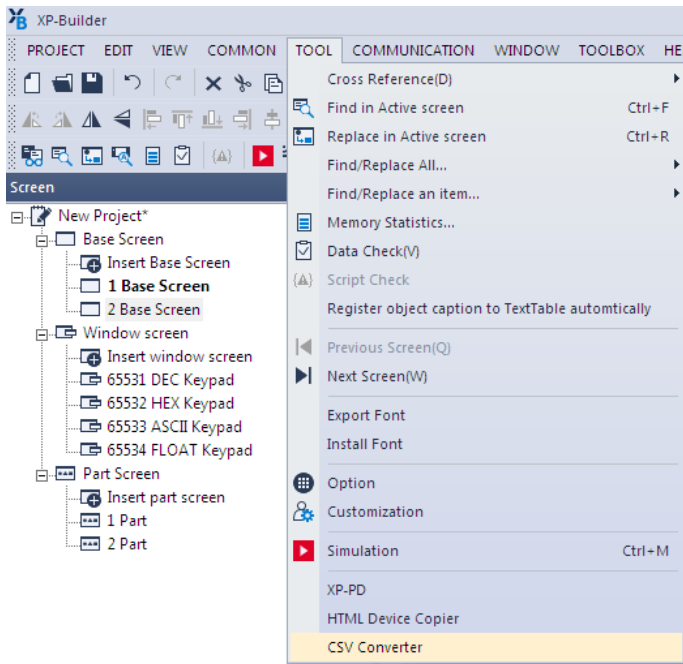 XP-Builder
PROJECT EDIT VIEW COMMON TOOL COMMUNICATION WINDOW TOOLBOX HE
Screen
New Project*
Base Screen
Insert Base Screen
1 Base Screen
2 Base Screen
Window screen
Insert window screen
65531 DEC Keypad
65532 HEX Keypad
65533 ASCII Keypad
65534 FLOAT Keypad
Part Screen
Insert part screen
1 Part
2 Part
Cross Reference(D)
Find in Active screen Ctrl+F
Replace in Active screen Ctrl+R
Find/Replace All...
Find/Replace an item...
Memory Statistics...
Data Check(V)
Script Check
Register object caption to TextTable automtically
Previous Screen(Q)
Next Screen(W)
Export Font
Install Font
Option
Customization
Simulation Ctrl+M
XP-PD
HTML Device Copier
CSV Converter